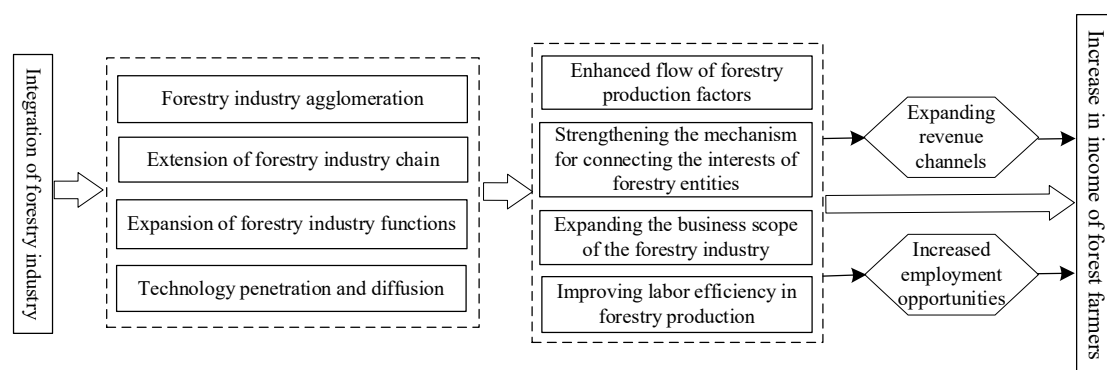 Integration of forestry industry
Forestry industry agglomeration
Extension of forestry industry chain
Expansion of forestry industry functions
Technology penetration and diffusion
Enhanced flow of forestry
production factors
Strengthening the mechanism
for connecting the interests of
forestry entities
Expanding the business scope
of the forestry industry
Improving labor efficiency in
forestry production
Expanding
revenue
channels
Increased
employment
opportunities
Increase in income of forest farmers